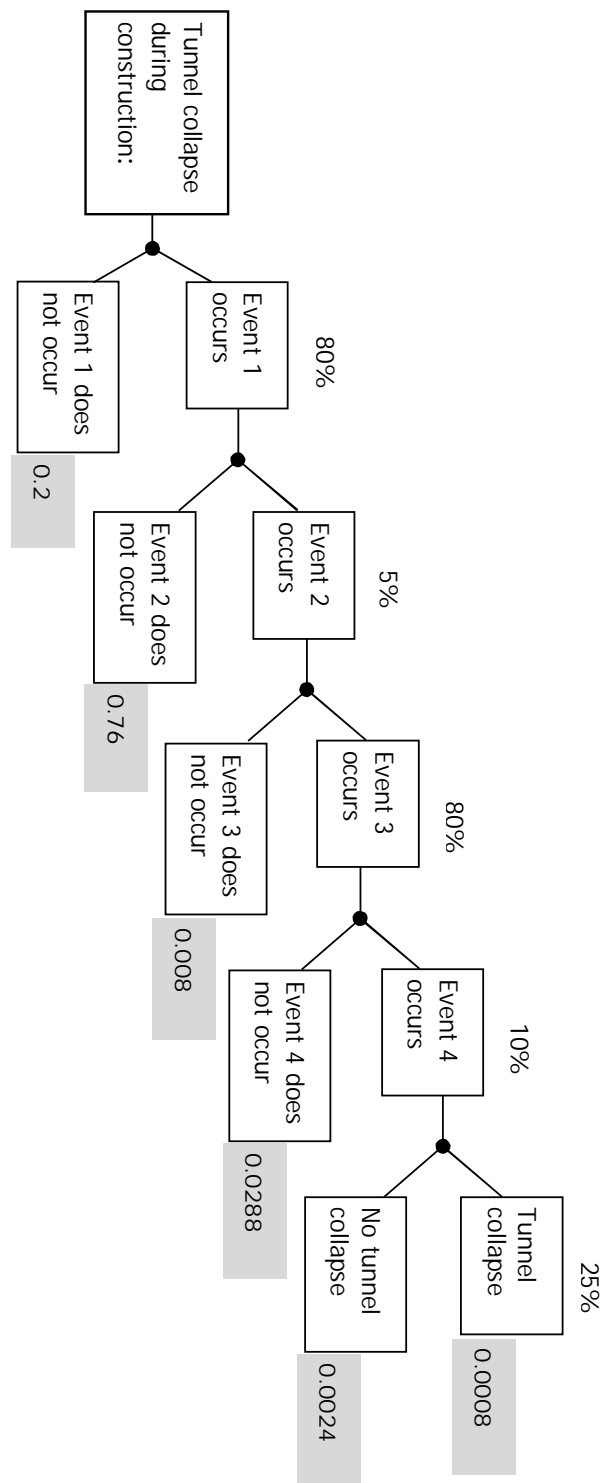 Tunnel collapse
during
construction:
80%
Event 1
occurs
Event 1 does
not occur
0.2
5%
Event 2
occurs
Event 2 does
not occur
0.76
80%
Event 3
occurs
Event 3 does
not occur
0.008
10%
Event 4
occurs
Event 4 does
not occur
0.0288
25%
Tunnel
collapse
0.0008
No tunnel
collapse
0.0024